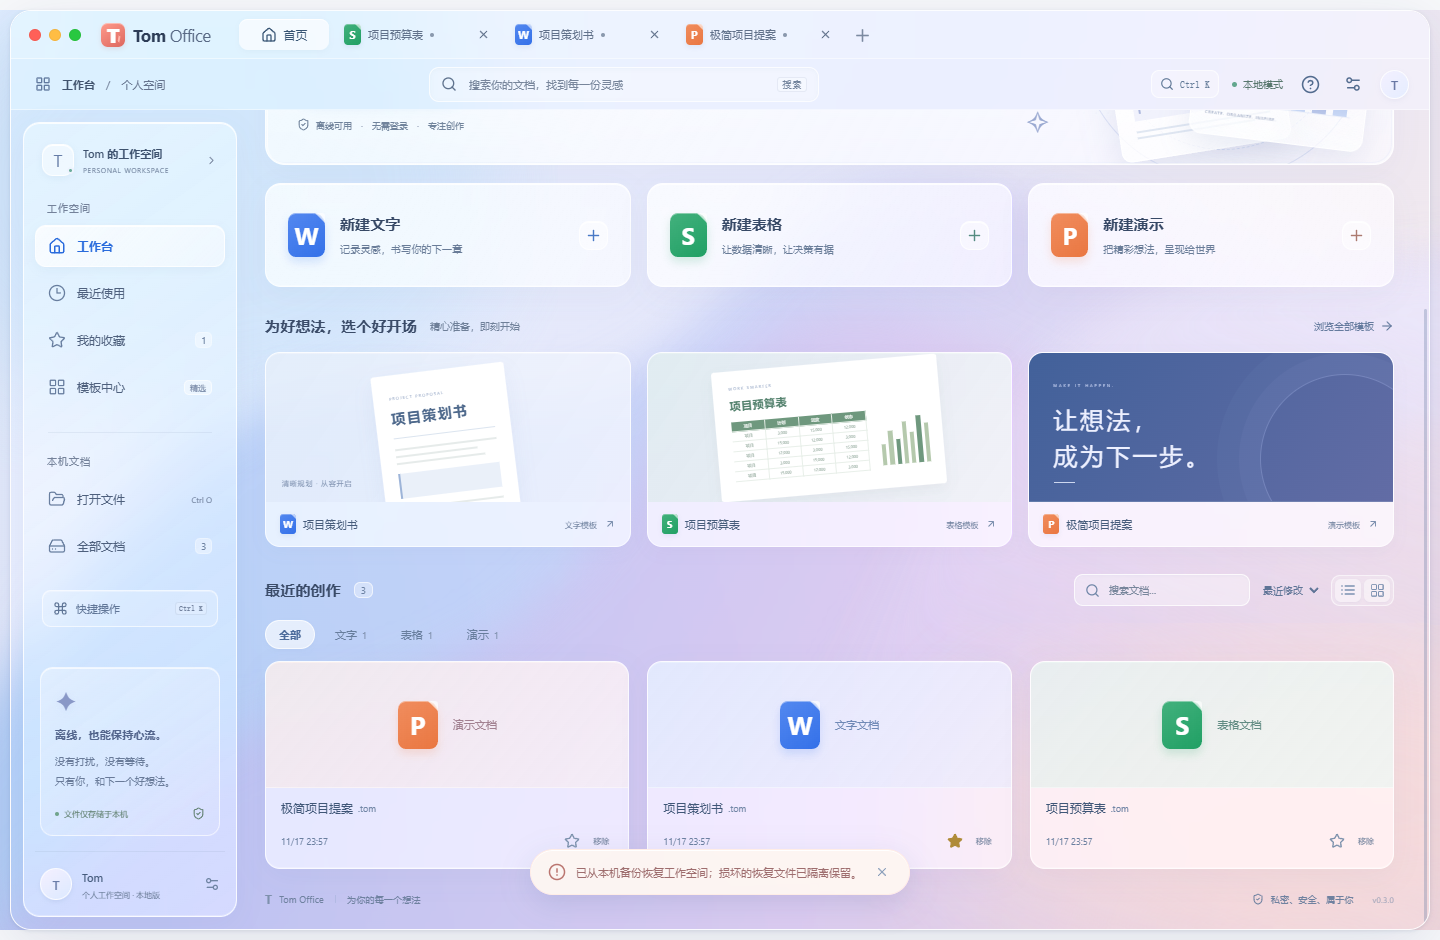 Tom Office
首页
项目预算表
项目策划书
极简项目提案
工作台 / 个人空间
搜索你的文档，找到每一份灵感
搜索
Ctrl K
本地模式
T
T
Tom 的工作空间
PERSONAL WORKSPACE
工作空间
工作台
最近使用
我的收藏 1
模板中心 精选
本机文档
打开文件 Ctrl O
全部文档 3
快捷操作 Ctrl K
离线，也能保持心流。
没有打扰，没有等待。
只有你，和下一个好想法。
文件仅存储于本机
T
Tom
个人工作空间 · 本地版
离线可用 · 无需登录 · 专注创作
W
新建文字
记录灵感，书写你的下一章
S
新建表格
让数据清晰，让决策有据
P
新建演示
把精彩想法，呈现给世界
为好想法，选个好开场 精心准备，即刻开始
浏览全部模板
PROJECT PROPOSAL
项目策划书
清晰规划 · 从容开启
W 项目策划书 文字模板
WORK SMARTER
项目预算表
S 项目预算表 表格模板
MAKE IT HAPPEN.
让想法，
成为下一步。
P 极简项目提案 演示模板
最近的创作 3
搜索文档...
最近修改
全部
文字 1
表格 1
演示 1
P 演示文档
极简项目提案 .tom
11/17 23:57 移除
W 文字文档
项目策划书 .tom
11/17 23:57 移除
S 表格文档
项目预算表 .tom
11/17 23:57 移除
已从本机备份恢复工作空间；损坏的恢复文件已隔离保留。
T Tom Office 为你的每一个想法
私密、安全、属于你 v0.3.0